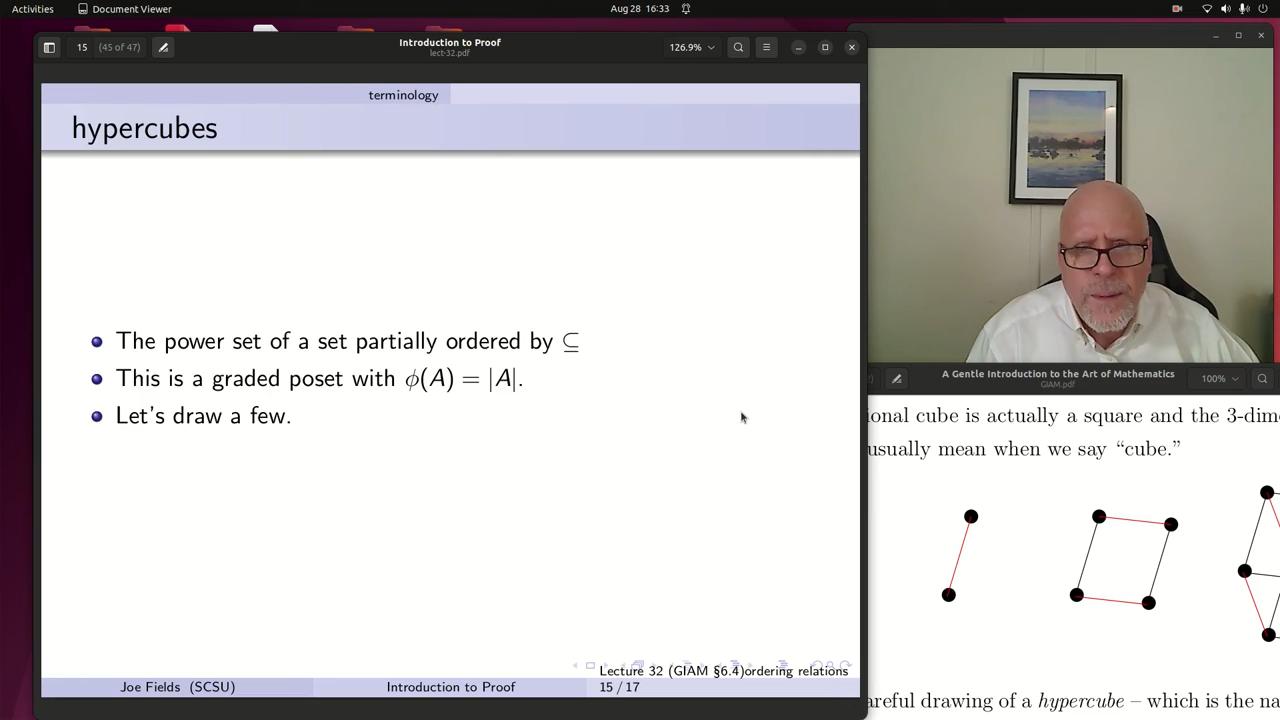 Activities
Document Viewer
Aug 28 16:33
15
(45 of 47)
Introduction to Proof
lect-32.pdf
126.9%
terminology
hypercubes
The power set of a set partially ordered by ⊆
This is a graded poset with ϕ(A) = |A|.
Let's draw a few.
Lecture 32 (GIAM §6.4)ordering relations
Joe Fields (SCSU)
Introduction to Proof
15 / 17
A Gentle Introduction to the Art of Mathematics
GIAM.pdf
100%
ional cube is actually a square and the 3-dime
usually mean when we say “cube.”
areful drawing of a hypercube – which is the na